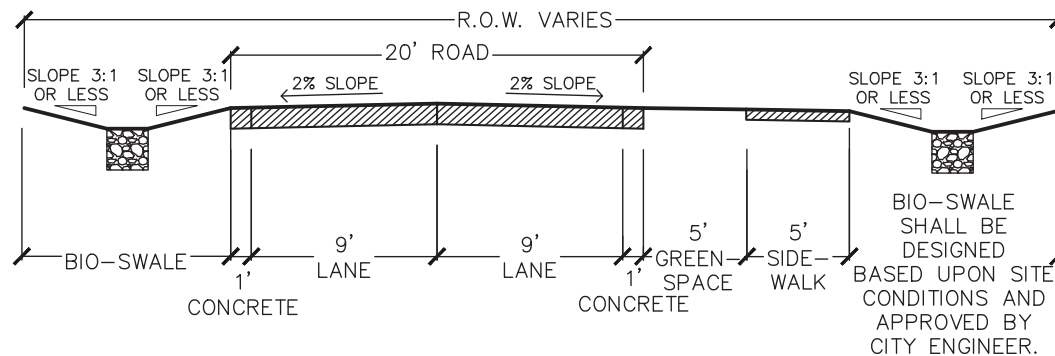 R.O.W. VARIES
20' ROAD
SLOPE 3:1
OR LESS
SLOPE 3:1
OR LESS
2% SLOPE
2% SLOPE
SLOPE 3:1
OR LESS
SLOPE 3:1
OR LESS
BIO-SWALE
1'
CONCRETE
9'
LANE
9'
LANE
1'
CONCRETE
5'
GREEN-
SPACE
5'
SIDE-
WALK
BIO-SWALE
SHALL BE
DESIGNED
BASED UPON SITE
CONDITIONS AND
APPROVED BY
CITY ENGINEER.